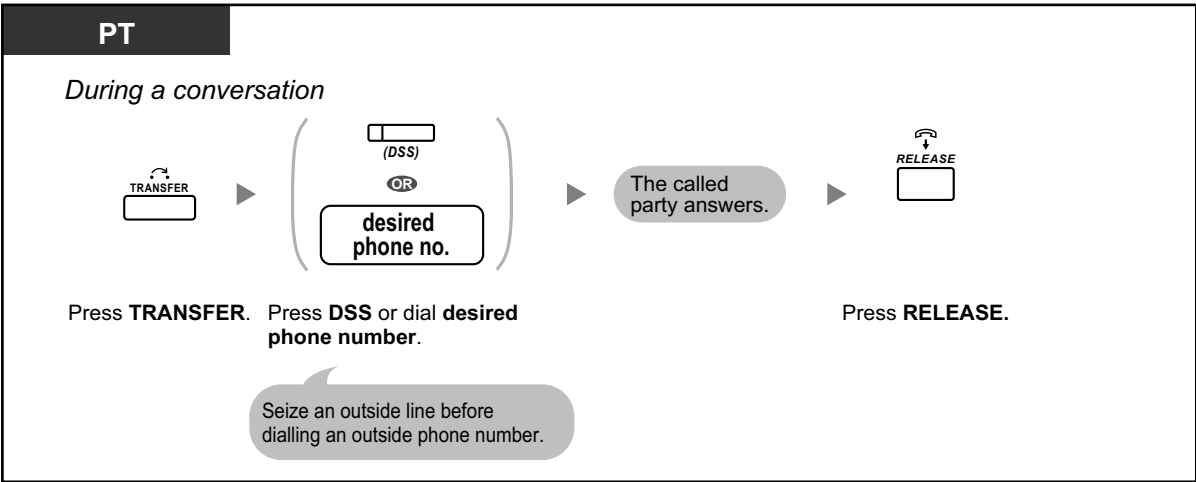 PT
During a conversation
TRANSFER
(DSS)
OR
desired
phone no.
The called
party answers.
RELEASE
Press TRANSFER.
Press DSS or dial desired
phone number.
Press RELEASE.
Seize an outside line before
dialling an outside phone number.